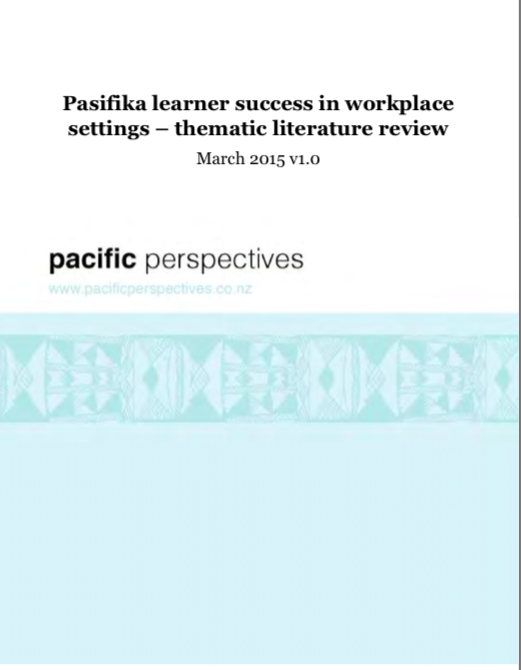 Pasifika learner success in workplace
settings – thematic literature review
March 2015 v1.0
pacific perspectives
www.pacificperspectives.co.nz